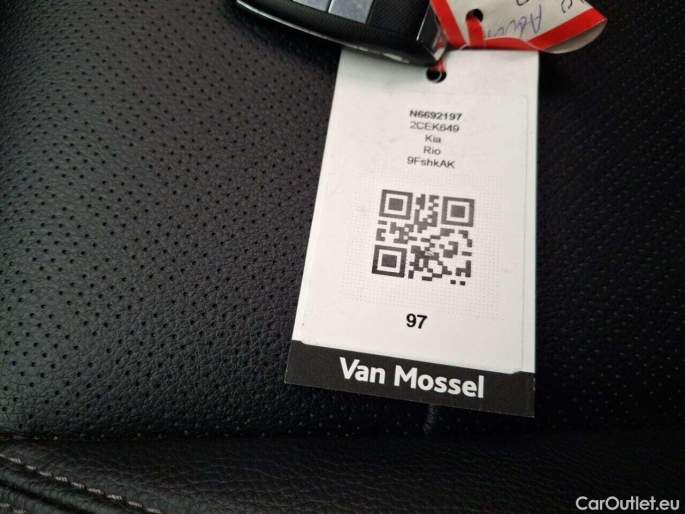 N6692197
2CEK649
Kia
Rio
9FshkAK
97
Van Mossel
CarOutlet.eu